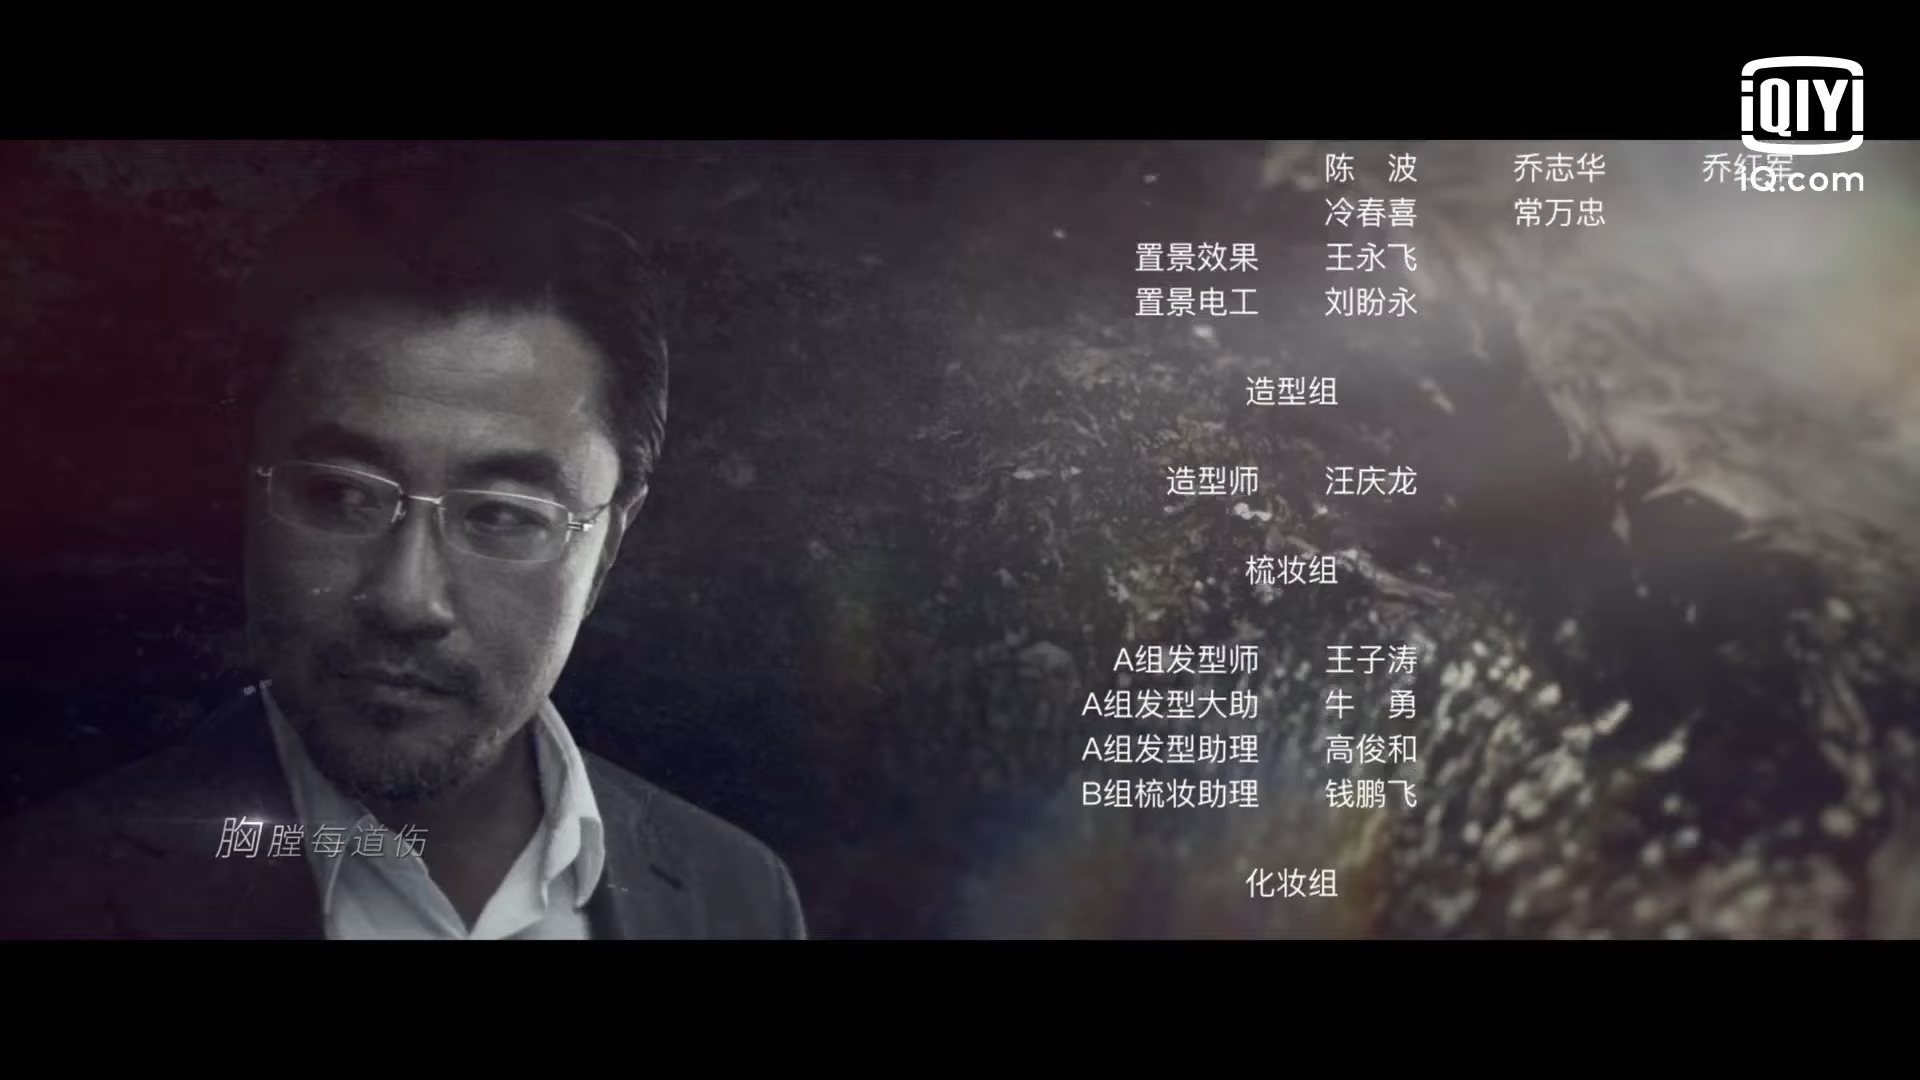 iQIYI
iQ.com
陈 波 乔志华 乔红军
冷春喜 常万忠
置景效果 王永飞
置景电工 刘盼永
造型组
造型师 汪庆龙
梳妆组
A组发型师 王子涛
A组发型大助 牛 勇
A组发型助理 高俊和
B组梳妆助理 钱鹏飞
化妆组
胸膛每道伤